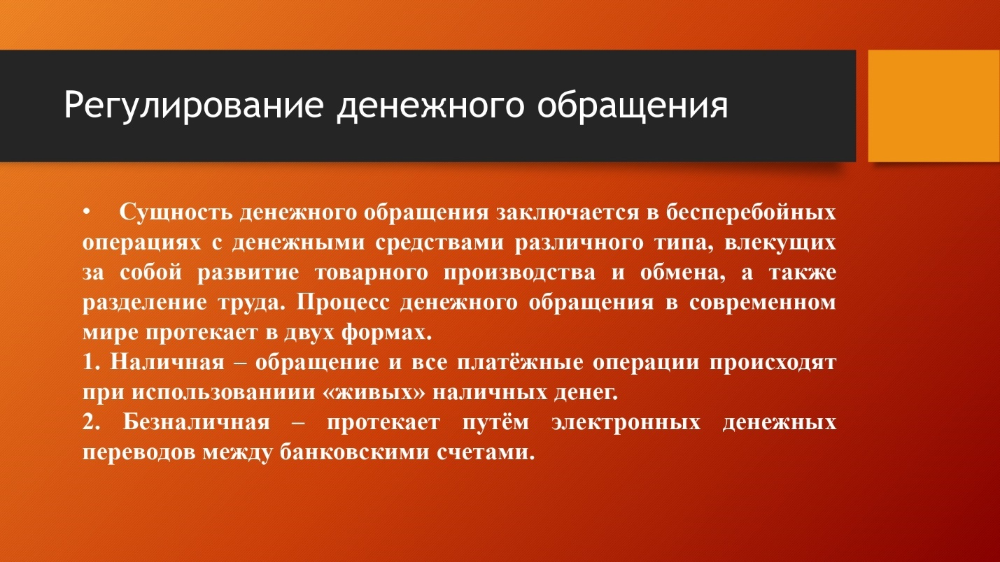 Регулирование денежного обращения
• Сущность денежного обращения заключается в бесперебойных
операциях с денежными средствами различного типа, влекущих
за собой развитие товарного производства и обмена, а также
разделение труда. Процесс денежного обращения в современном
мире протекает в двух формах.
1. Наличная – обращение и все платёжные операции происходят
при использованиии «живых» наличных денег.
2. Безналичная – протекает путём электронных денежных
переводов между банковскими счетами.